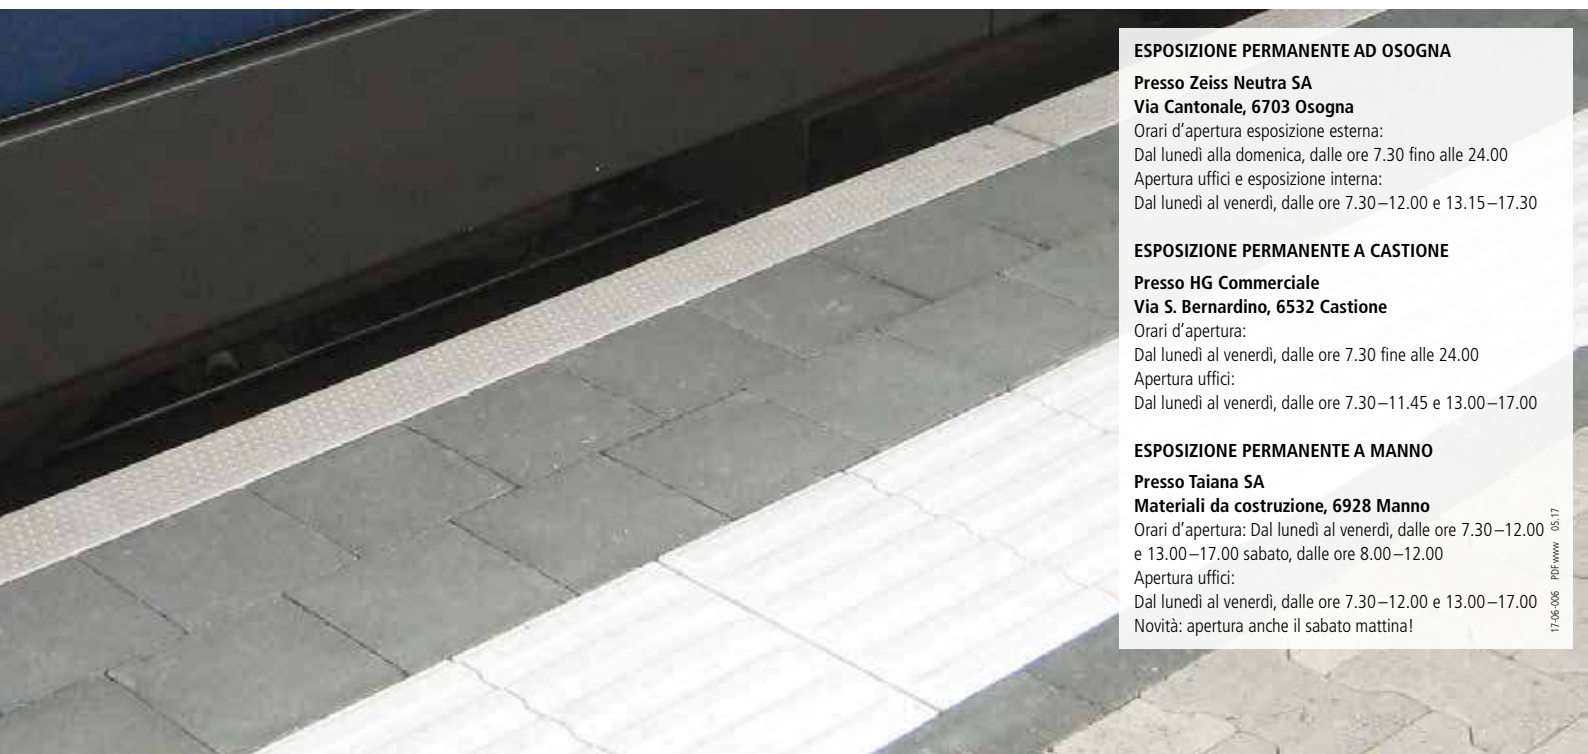 ESPOSIZIONE PERMANENTE AD OSOGNA
Presso Zeiss Neutra SA
Via Cantonale, 6703 Osogna
Orari d’apertura esposizione esterna:
Dal lunedì alla domenica, dalle ore 7.30 fino alle 24.00
Apertura uffici e esposizione interna:
Dal lunedì al venerdì, dalle ore 7.30–12.00 e 13.15–17.30
ESPOSIZIONE PERMANENTE A CASTIONE
Presso HG Commerciale
Via S. Bernardino, 6532 Castione
Orari d’apertura:
Dal lunedì al venerdì, dalle ore 7.30 fine alle 24.00
Apertura uffici:
Dal lunedì al venerdì, dalle ore 7.30–11.45 e 13.00–17.00
ESPOSIZIONE PERMANENTE A MANNO
Presso Taiana SA
Materiali da costruzione, 6928 Manno
Orari d’apertura: Dal lunedì al venerdì, dalle ore 7.30–12.00
e 13.00–17.00 sabato, dalle ore 8.00–12.00
Apertura uffici:
Dal lunedì al venerdì, dalle ore 7.30–12.00 e 13.00–17.00
Novità: apertura anche il sabato mattina!
17-06-006 PDFwww 05.17